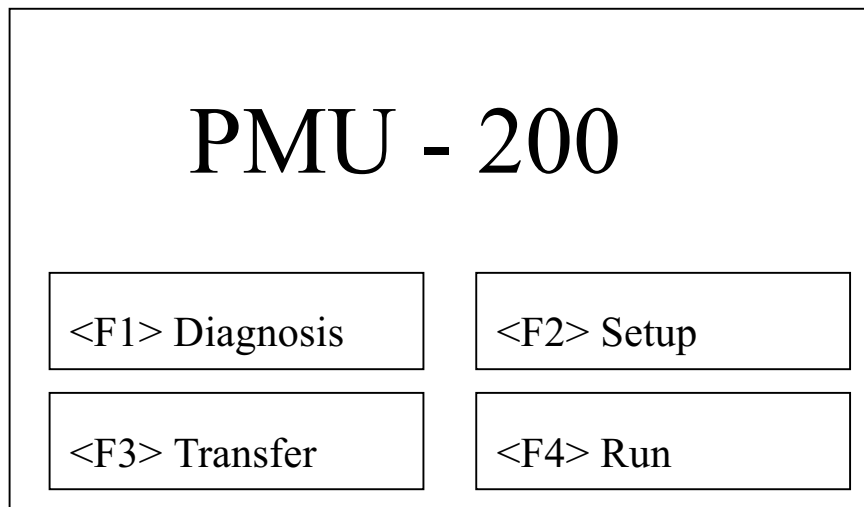 PMU - 200
<F1> Diagnosis
<F2> Setup
<F3> Transfer
<F4> Run